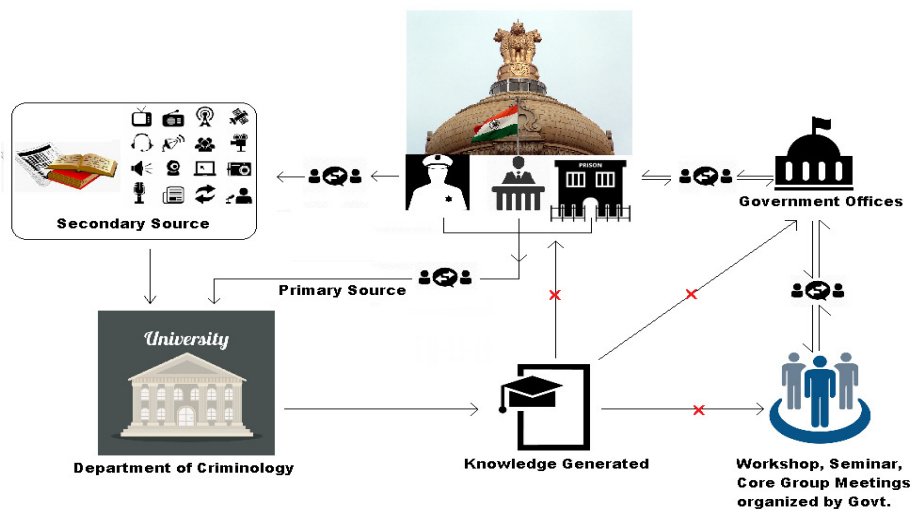 PRISON
Government Offices
Secondary Source
Primary Source
University
Department of Criminology
Knowledge Generated
Workshop, Seminar,
Core Group Meetings
organized by Govt.